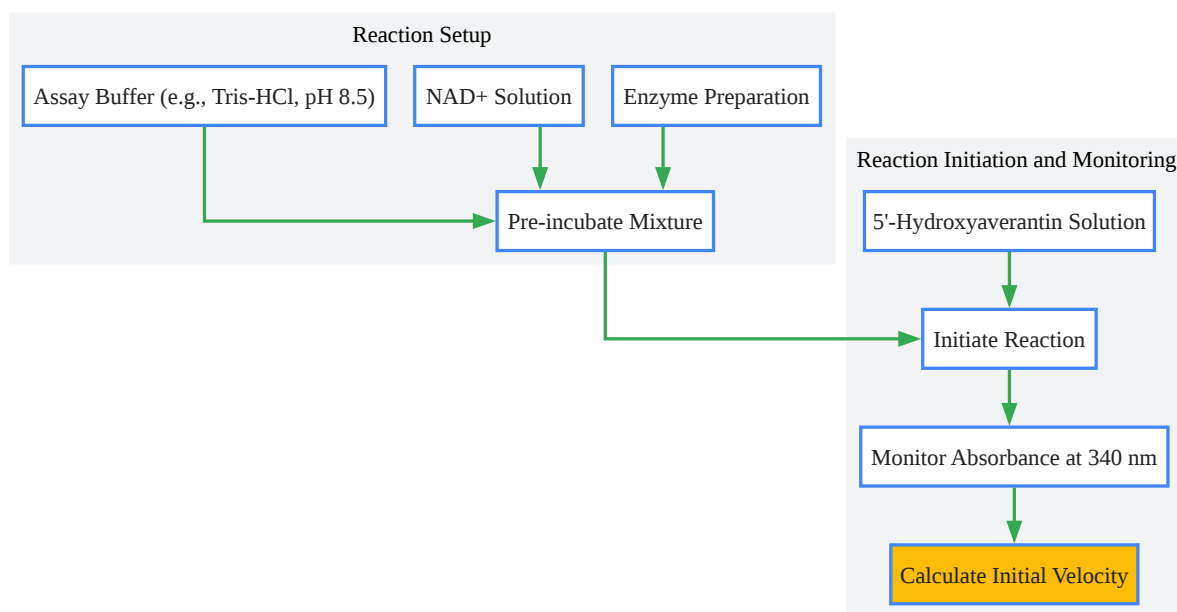 Reaction Setup
Assay Buffer (e.g., Tris-HCl, pH 8.5)
NAD+ Solution
Enzyme Preparation
Pre-incubate Mixture
Reaction Initiation and Monitoring
5'-Hydroxyaverantin Solution
Initiate Reaction
Monitor Absorbance at 340 nm
Calculate Initial Velocity